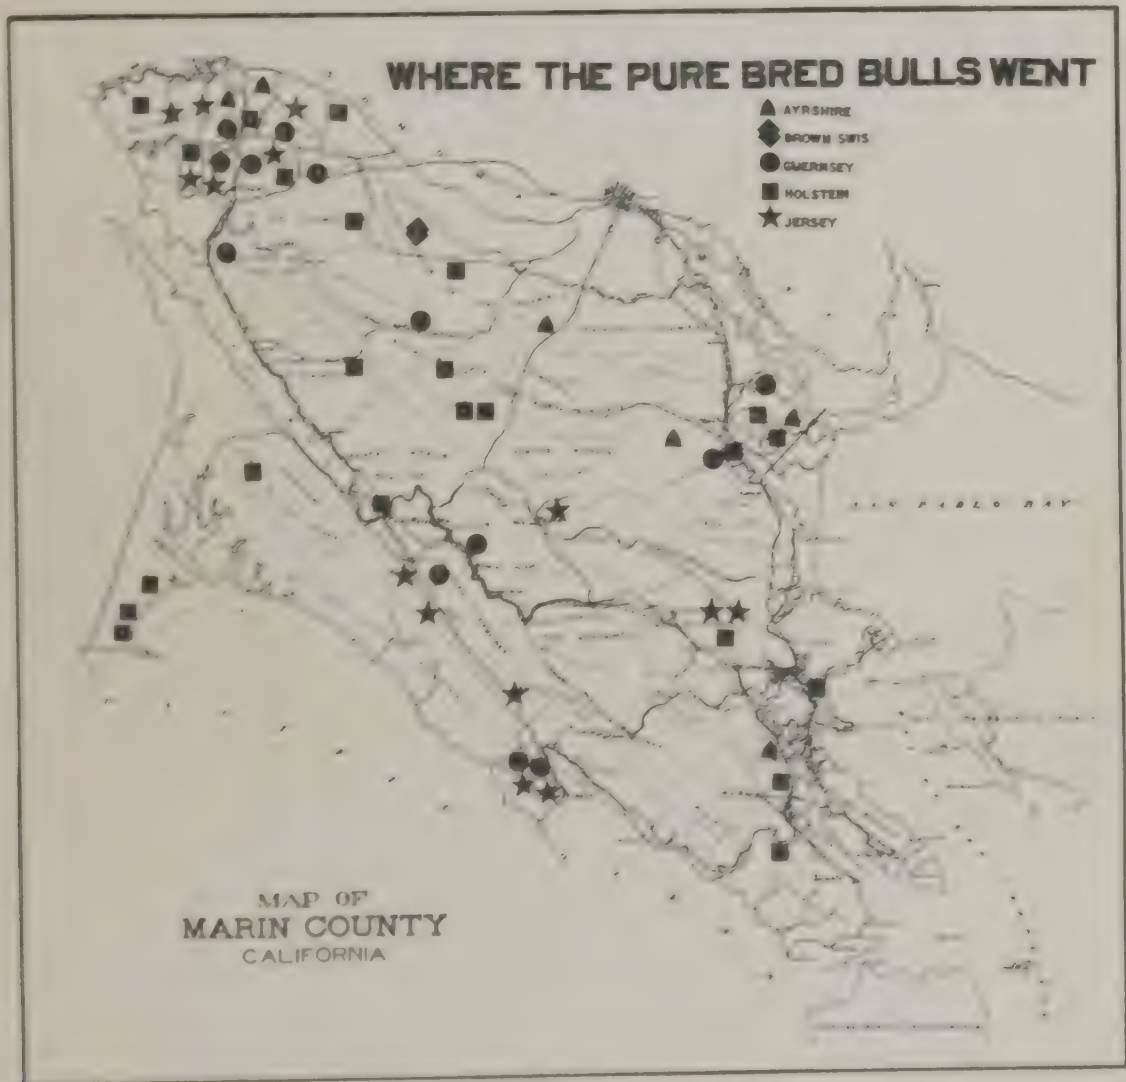 WHERE THE PURE BRED BULLS WENT
AYRSHIRE
BROWN SWIS
GUERNSEY
HOLSTEIN
JERSEY
SAN PABLO BAY
MAP OF
MARIN COUNTY
CALIFORNIA